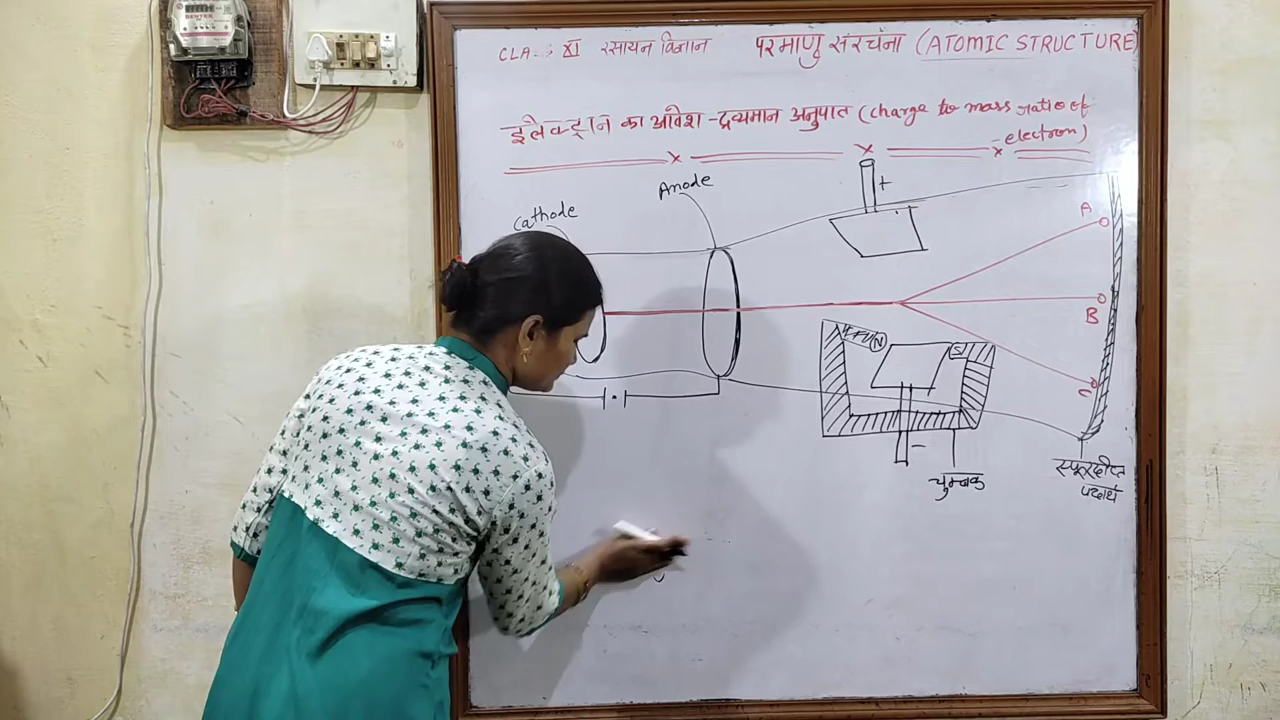 CLA : XI रसायन विज्ञान परमाणु संरचना (ATOMIC STRUCTURE)
इलेक्ट्रान का आवेश -द्रव्यमान अनुपात (charge to mass ratio of
electron)
Anode
Cathode
+
A
B
N
S
C
-
चुम्बक
स्फूरदीप्त
पदार्थ